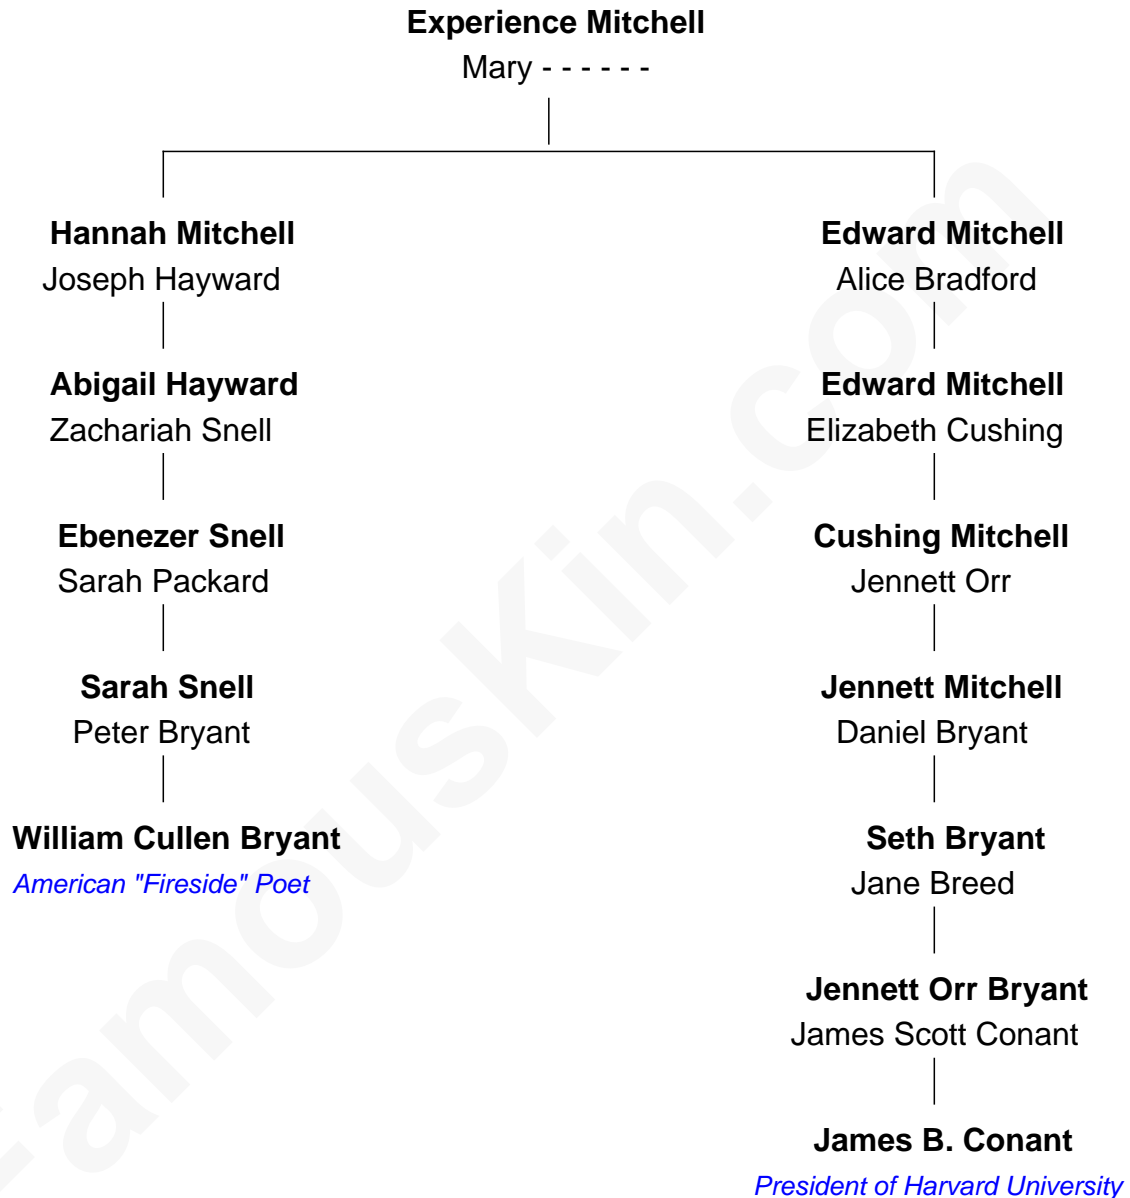 Experience Mitchell
Mary - - - - - -
Hannah Mitchell
Joseph Hayward
Edward Mitchell
Alice Bradford
Abigail Hayward
Zachariah Snell
Edward Mitchell
Elizabeth Cushing
Ebenezer Snell
Sarah Packard
Cushing Mitchell
Jennett Orr
Sarah Snell
Peter Bryant
Jennett Mitchell
Daniel Bryant
William Cullen Bryant
American "Fireside" Poet
Seth Bryant
Jane Breed
Jennett Orr Bryant
James Scott Conant
James B. Conant
President of Harvard University
FamousKin.com